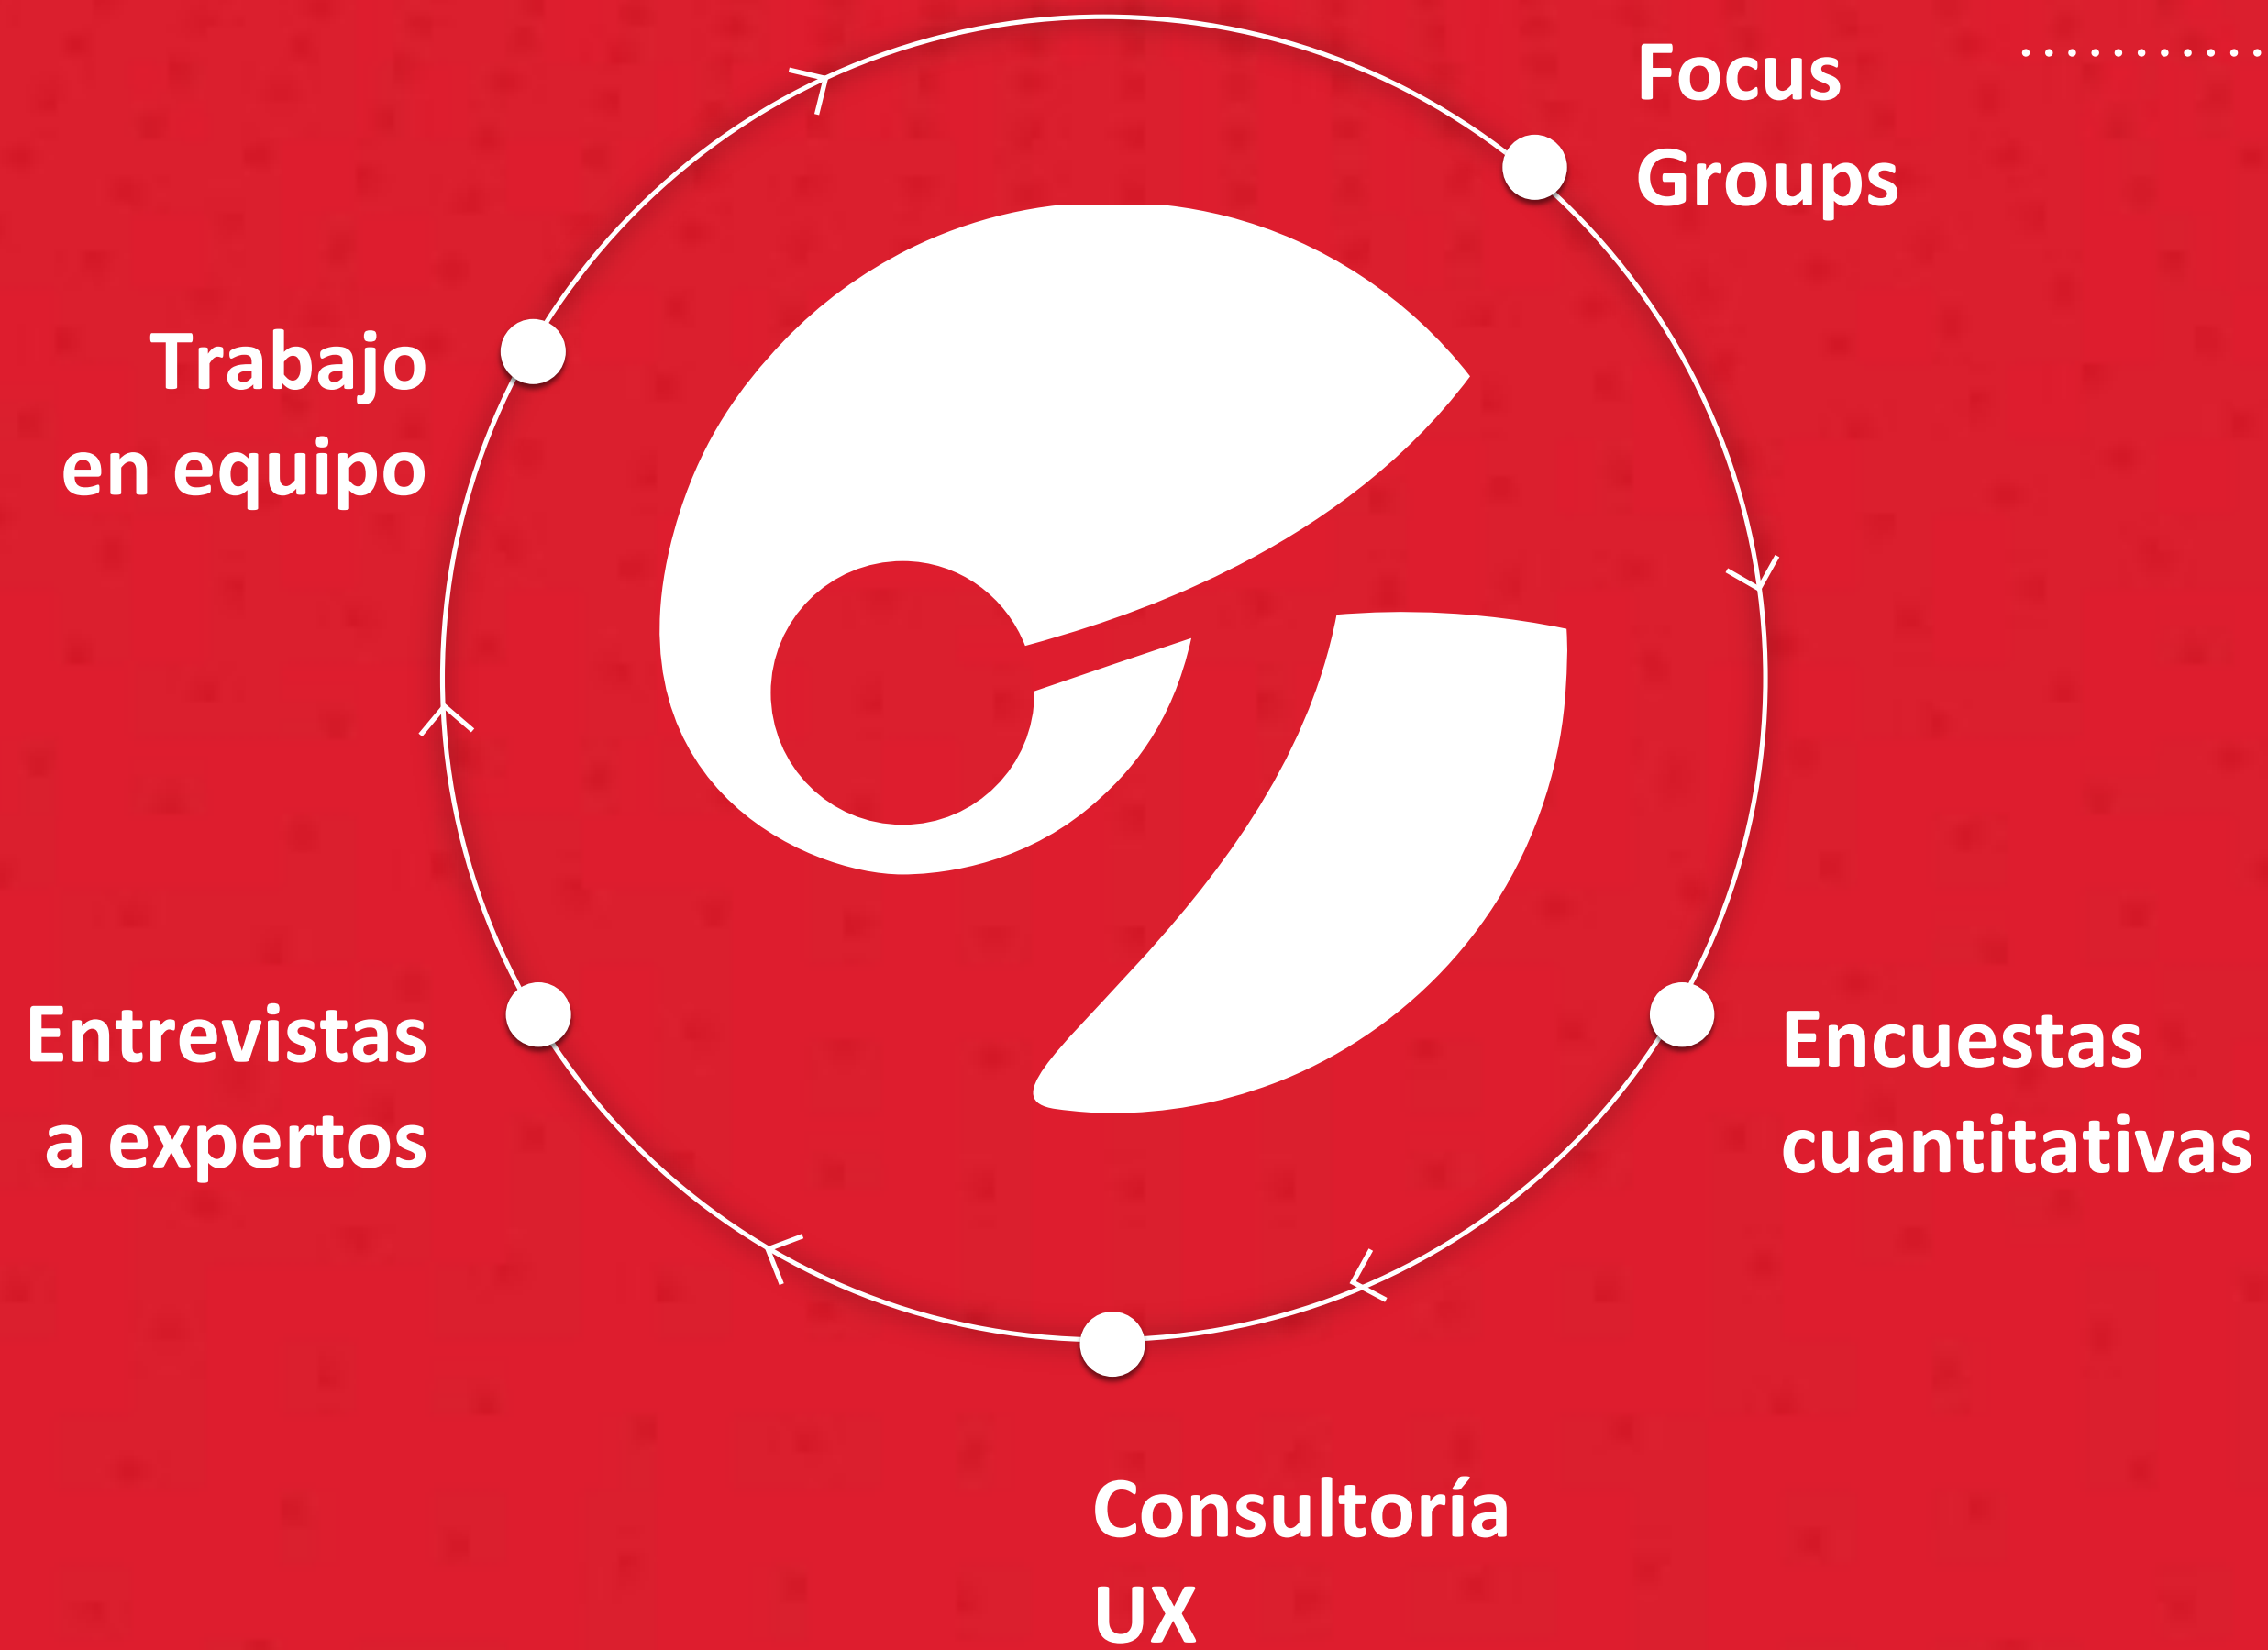 Focus
Groups
Trabajo
en equipo
Entrevistas
a expertos
Encuestas
cuantitativas
Consultoría
UX